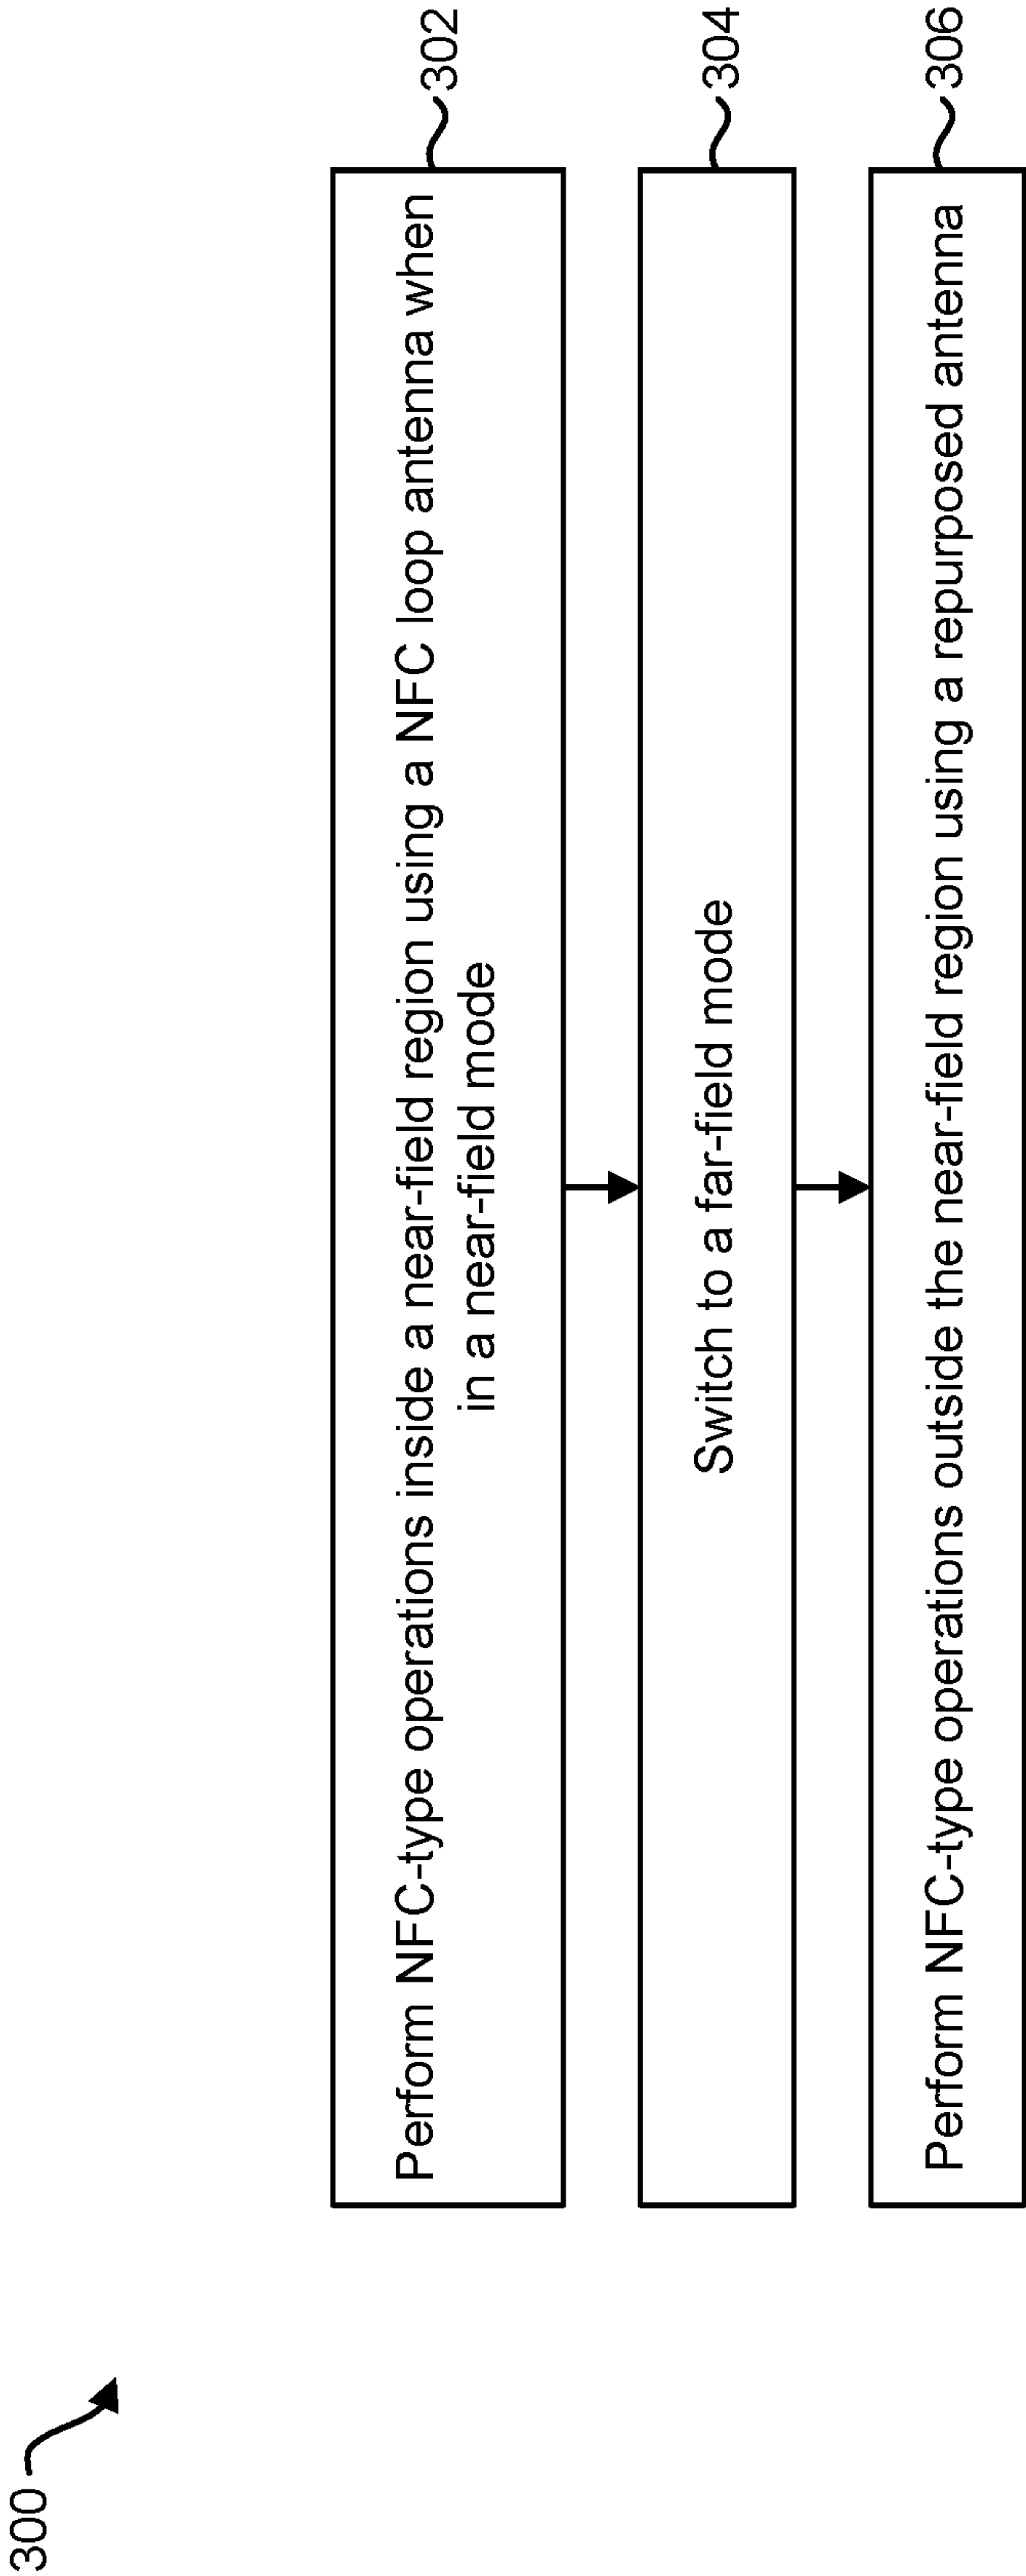 300
Perform NFC-type operations inside a near-field region using a NFC loop antenna when
in a near-field mode
302
Switch to a far-field mode
304
Perform NFC-type operations outside the near-field region using a repurposed antenna
306